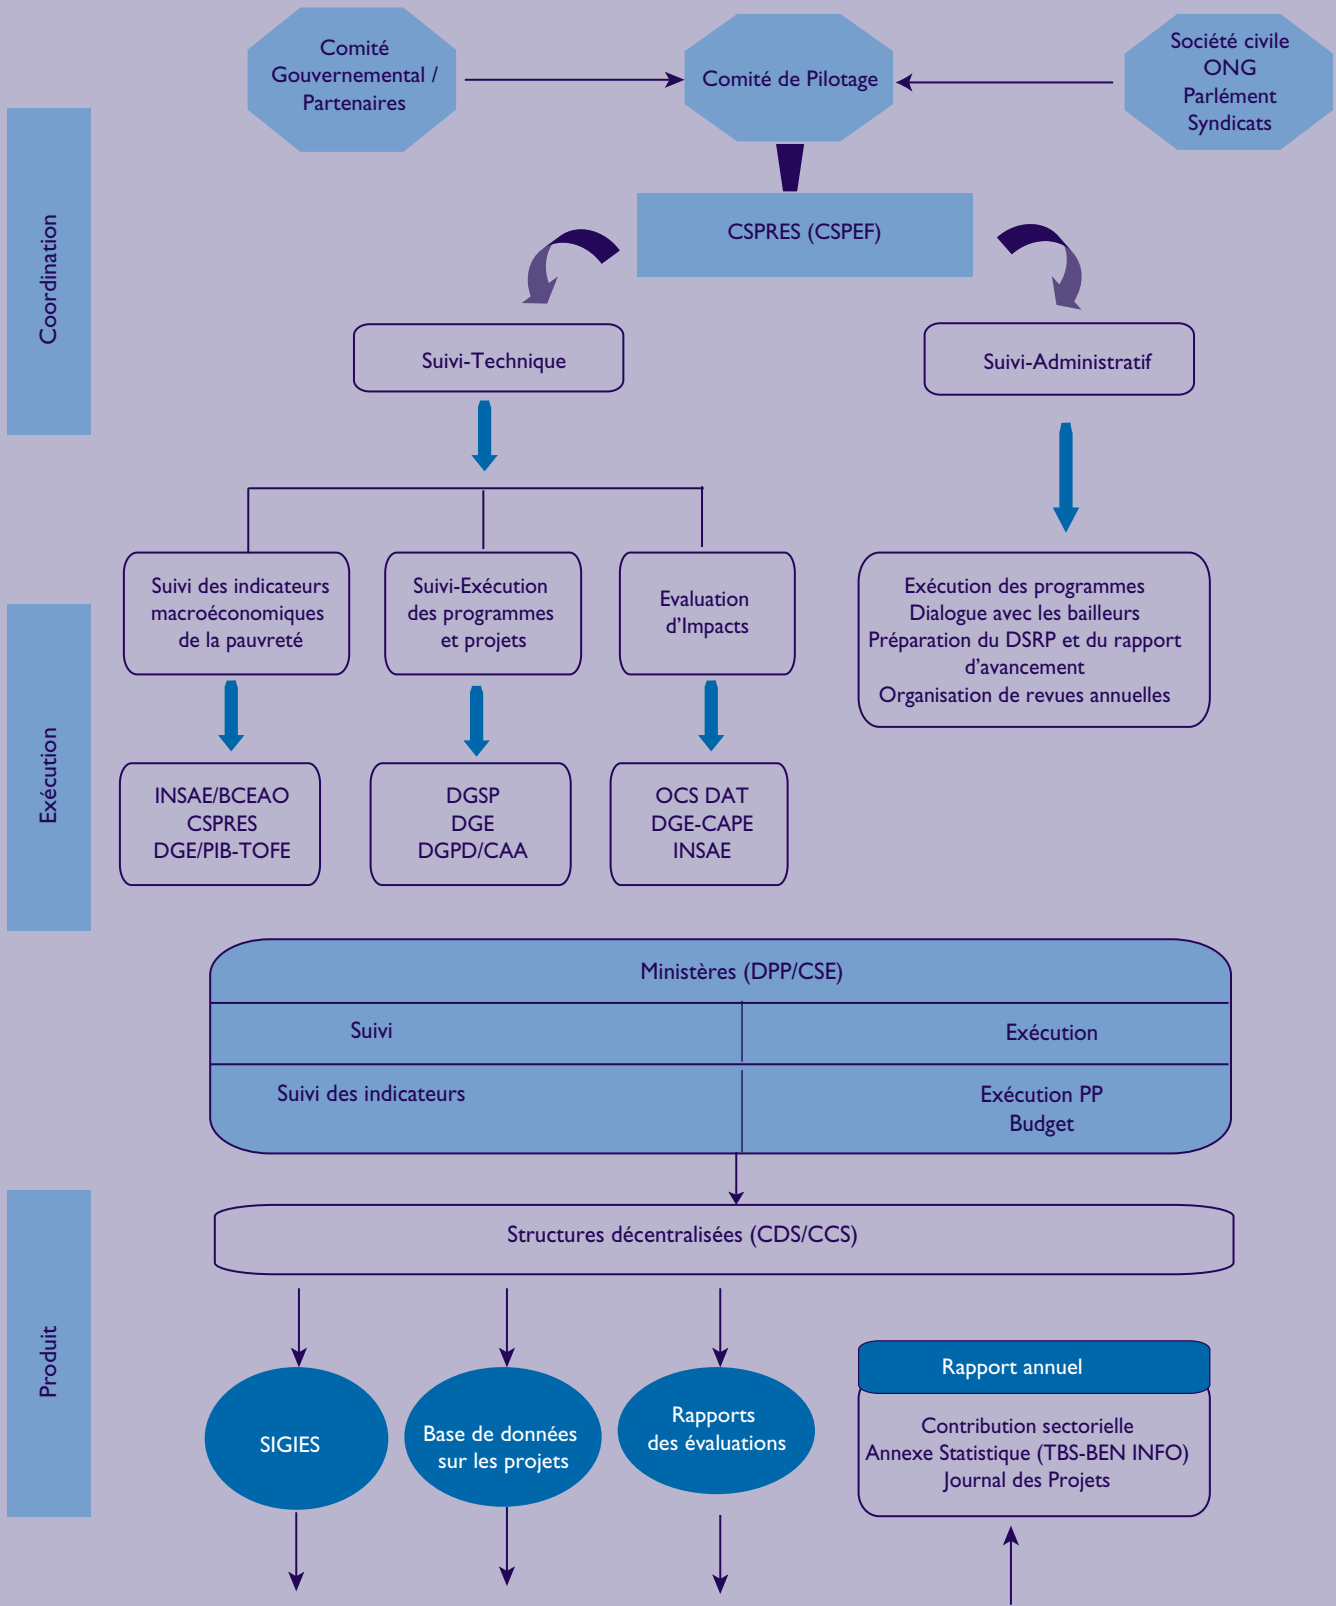 Comité
Gouvernemental /
Partenaires
Comité de Pilotage
Société civile
ONG
Parlément
Syndicats
Coordination
CSPRES (CSPEF)
Suivi-Technique
Suivi-Administratif
Exécution
Suivi des indicateurs
macroéconomiques
de la pauvreté
Suivi-Exécution
des programmes
et projets
Evaluation
d’Impacts
Exécution des programmes
Dialogue avec les bailleurs
Préparation du DSRP et du rapport
d’avancement
Organisation de revues annuelles
INSAE/BCEAO
CSPRES
DGE/PIB-TOFE
DGSP
DGE
DGPD/CAA
OCS DAT
DGE-CAPE
INSAE
Ministères (DPP/CSE)
Suivi
Exécution
Suivi des indicateurs
Exécution PP
Budget
Produit
Structures décentralisées (CDS/CCS)
SIGIES
Base de données
sur les projets
Rapports
des évaluations
Rapport annuel
Contribution sectorielle
Annexe Statistique (TBS-BEN INFO)
Journal des Projets